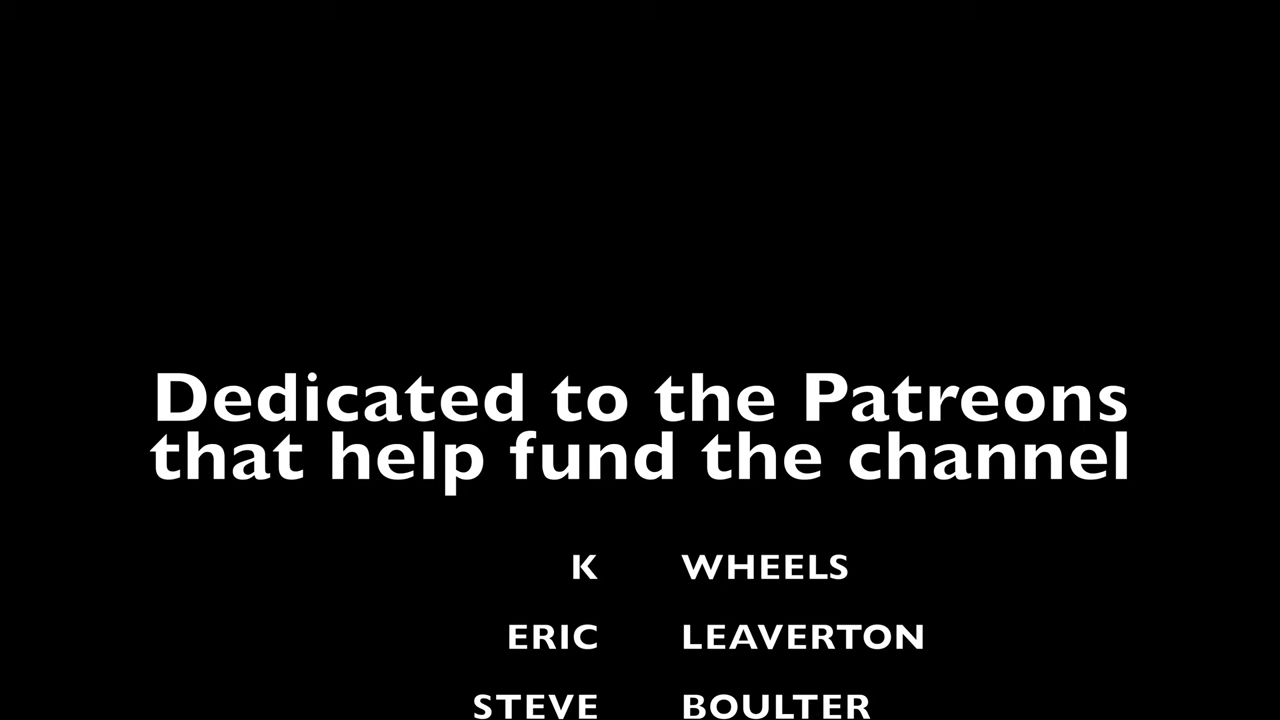 Dedicated to the Patreons
that help fund the channel
K WHEELS
ERIC LEAVERTON
STEVE BOULTER